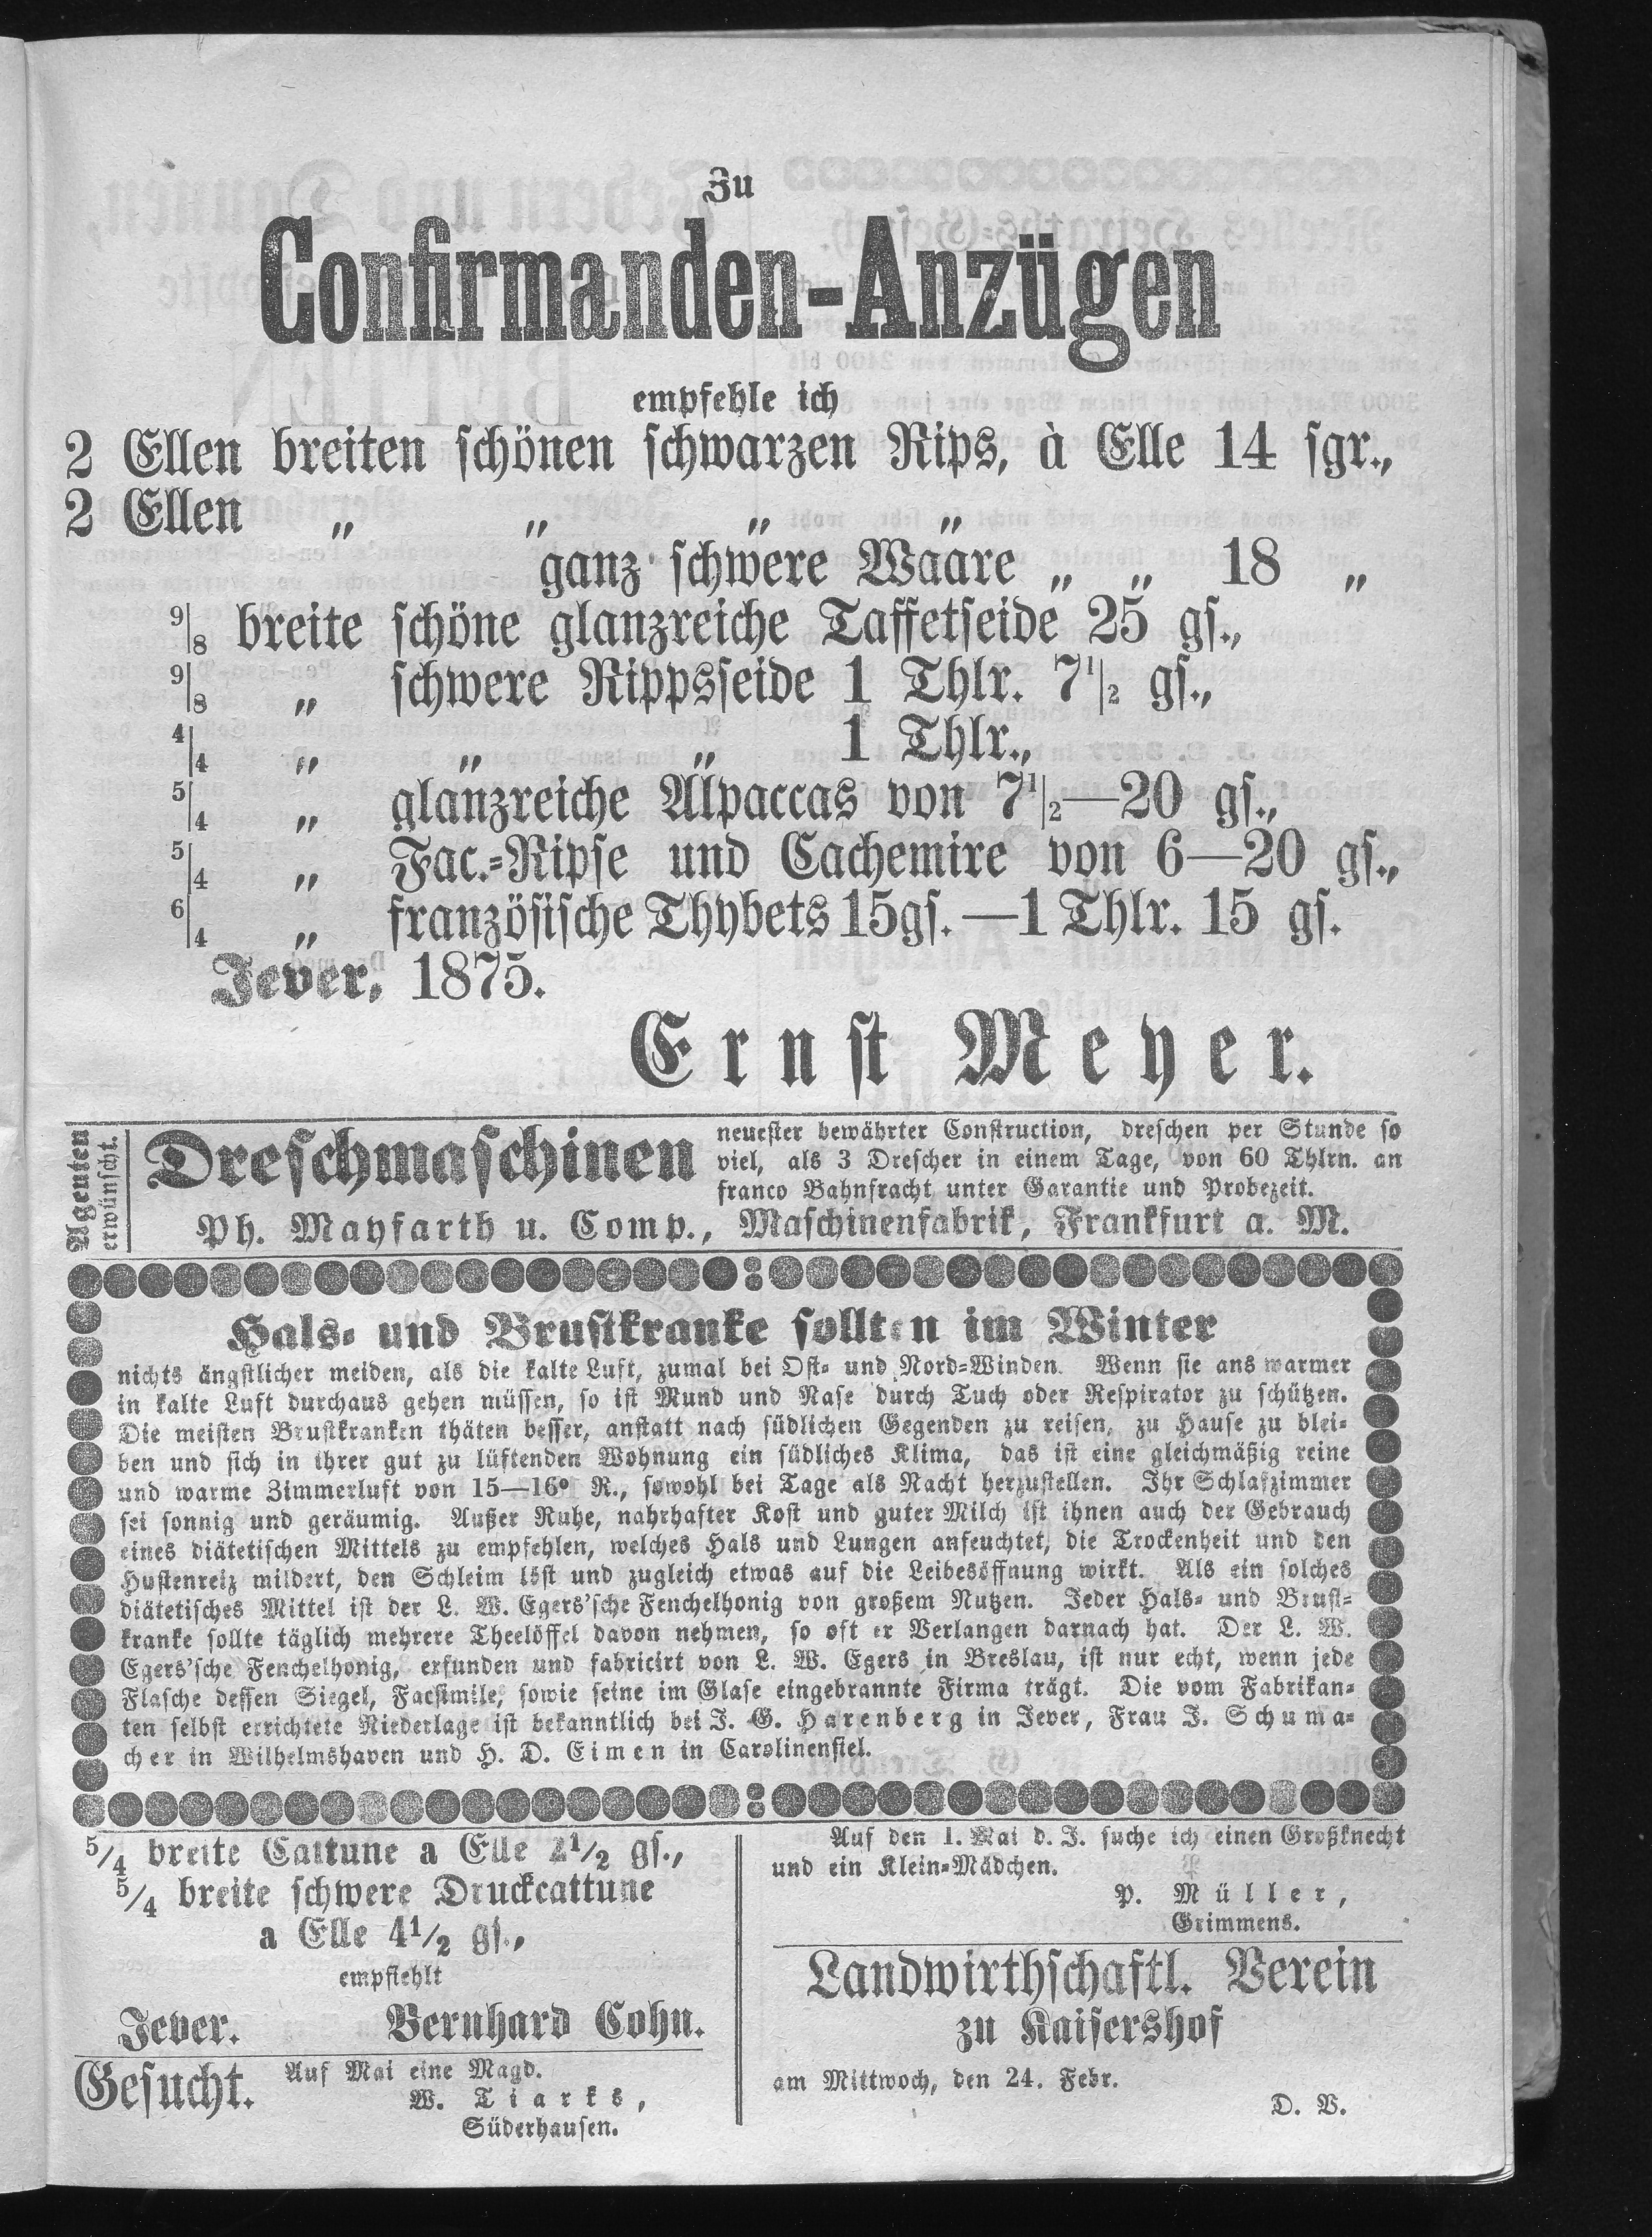 Zu
Confirmanden-Anzügen
empfehle ich
2 Ellen breiten schönen schwarzen Rips, à Elle 14 sgr.,
2 Ellen „ „ „ „
ganz schwere Waare „ „ 18 „
9/8 breite schöne glanzreiche Taffetseide 25 gs.,
9/8 „ schwere Rippsseide 1 Thlr. 7 1/2 gs.,
4/4 „ „ „ 1 Thlr.,
5/4 „ glanzreiche Alpaccas von 7 1/2—20 gs.,
5/4 „ Fac.-Ripse und Cachemire von 6—20 gs.,
6/4 „ französische Thybets 15 gs. — 1 Thlr. 15 gs.
Jever, 1875.
Ernst Meyer.
Agenten
erwünscht.
Dreschmaschinen
neuester bewährter Construction, dreschen per Stunde so
viel, als 3 Drescher in einem Tage, von 60 Thlrn. an
franco Bahnfracht unter Garantie und Probezeit.
Ph. Mayfarth u. Comp., Maschinenfabrik, Frankfurt a. M.
Hals- und Brustkranke sollten im Winter
nichts ängstlicher meiden, als die kalte Luft, zumal bei Ost- und Nord-Winden. Wenn sie ans warmer
in kalte Luft durchaus gehen müssen, so ist Mund und Nase durch Tuch oder Respirator zu schützen.
Die meisten Brustkranken thäten besser, anstatt nach südlichen Gegenden zu reisen, zu Hause zu blei-
ben und sich in ihrer gut zu lüftenden Wohnung ein südliches Klima, das ist eine gleichmäßig reine
und warme Zimmerluft von 15—16° R., sowohl bei Tage als Nacht herzustellen. Ihr Schlafzimmer
sei sonnig und geräumig. Außer Ruhe, nahrhafter Kost und guter Milch ist ihnen auch der Gebrauch
eines diätetischen Mittels zu empfehlen, welches Hals und Lungen anfeuchtet, die Trockenheit und den
Hustenreiz mildert, den Schleim löst und zugleich etwas auf die Leibesöffnung wirkt. Als ein solches
diätetisches Mittel ist der L. W. Egers'sche Fenchelhonig von großem Nutzen. Jeder Hals- und Brust-
kranke sollte täglich mehrere Theelöffel davon nehmen, so oft er Verlangen darnach hat. Der L. W.
Egers'sche Fenchelhonig, erfunden und fabricirt von L. W. Egers in Breslau, ist nur echt, wenn jede
Flasche dessen Siegel, Facsimile, sowie seine im Glase eingebrannte Firma trägt. Die vom Fabrikan-
ten selbst errichtete Niederlage ist bekanntlich bei J. G. Harenberg in Jever, Frau J. Schuma-
cher in Wilhelmshaven und H. D. Eimen in Carolinensiel.
5/4 breite Cattune a Elle 2 1/2 gs.,
5/4 breite schwere Druckcattune
a Elle 4 1/2 gs.,
empfiehlt
Jever. Bernhard Cohn.
Gesucht. Auf Mai eine Magd.
W. Tiarks,
Süderhausen.
Auf den 1. Mai d. J. suche ich einen Großknecht
und ein Klein-Mädchen.
P. Müller,
Grimmens.
Landwirthschaftl. Verein
zu Kaisershof
am Mittwoch, den 24. Febr.
D. V.